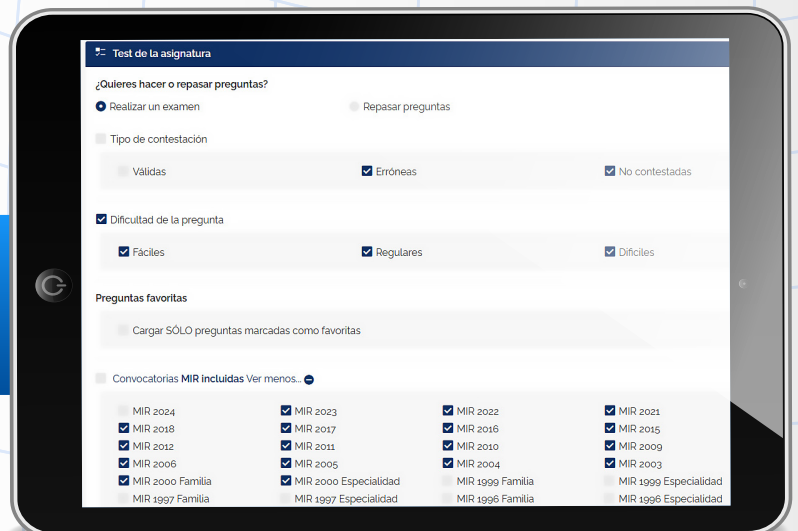 Test de la asignatura
¿Quieres hacer o repasar preguntas?
Realizar un examen Repasar preguntas
Tipo de contestación
Válidas Erróneas No contestadas
Dificultad de la pregunta
Fáciles Regulares Dificiles
Preguntas favoritas
Cargar SÓLO preguntas marcadas como favoritas
Convocatorias MIR incluidas Ver menos...
MIR 2024 MIR 2023 MIR 2022 MIR 2021
MIR 2018 MIR 2017 MIR 2016 MIR 2015
MIR 2012 MIR 2011 MIR 2010 MIR 2009
MIR 2006 MIR 2005 MIR 2004 MIR 2003
MIR 2000 Familia MIR 2000 Especialidad MIR 1999 Familia MIR 1999 Especialidad
MIR 1997 Familia MIR 1997 Especialidad MIR 1996 Familia MIR 1996 Especialidad